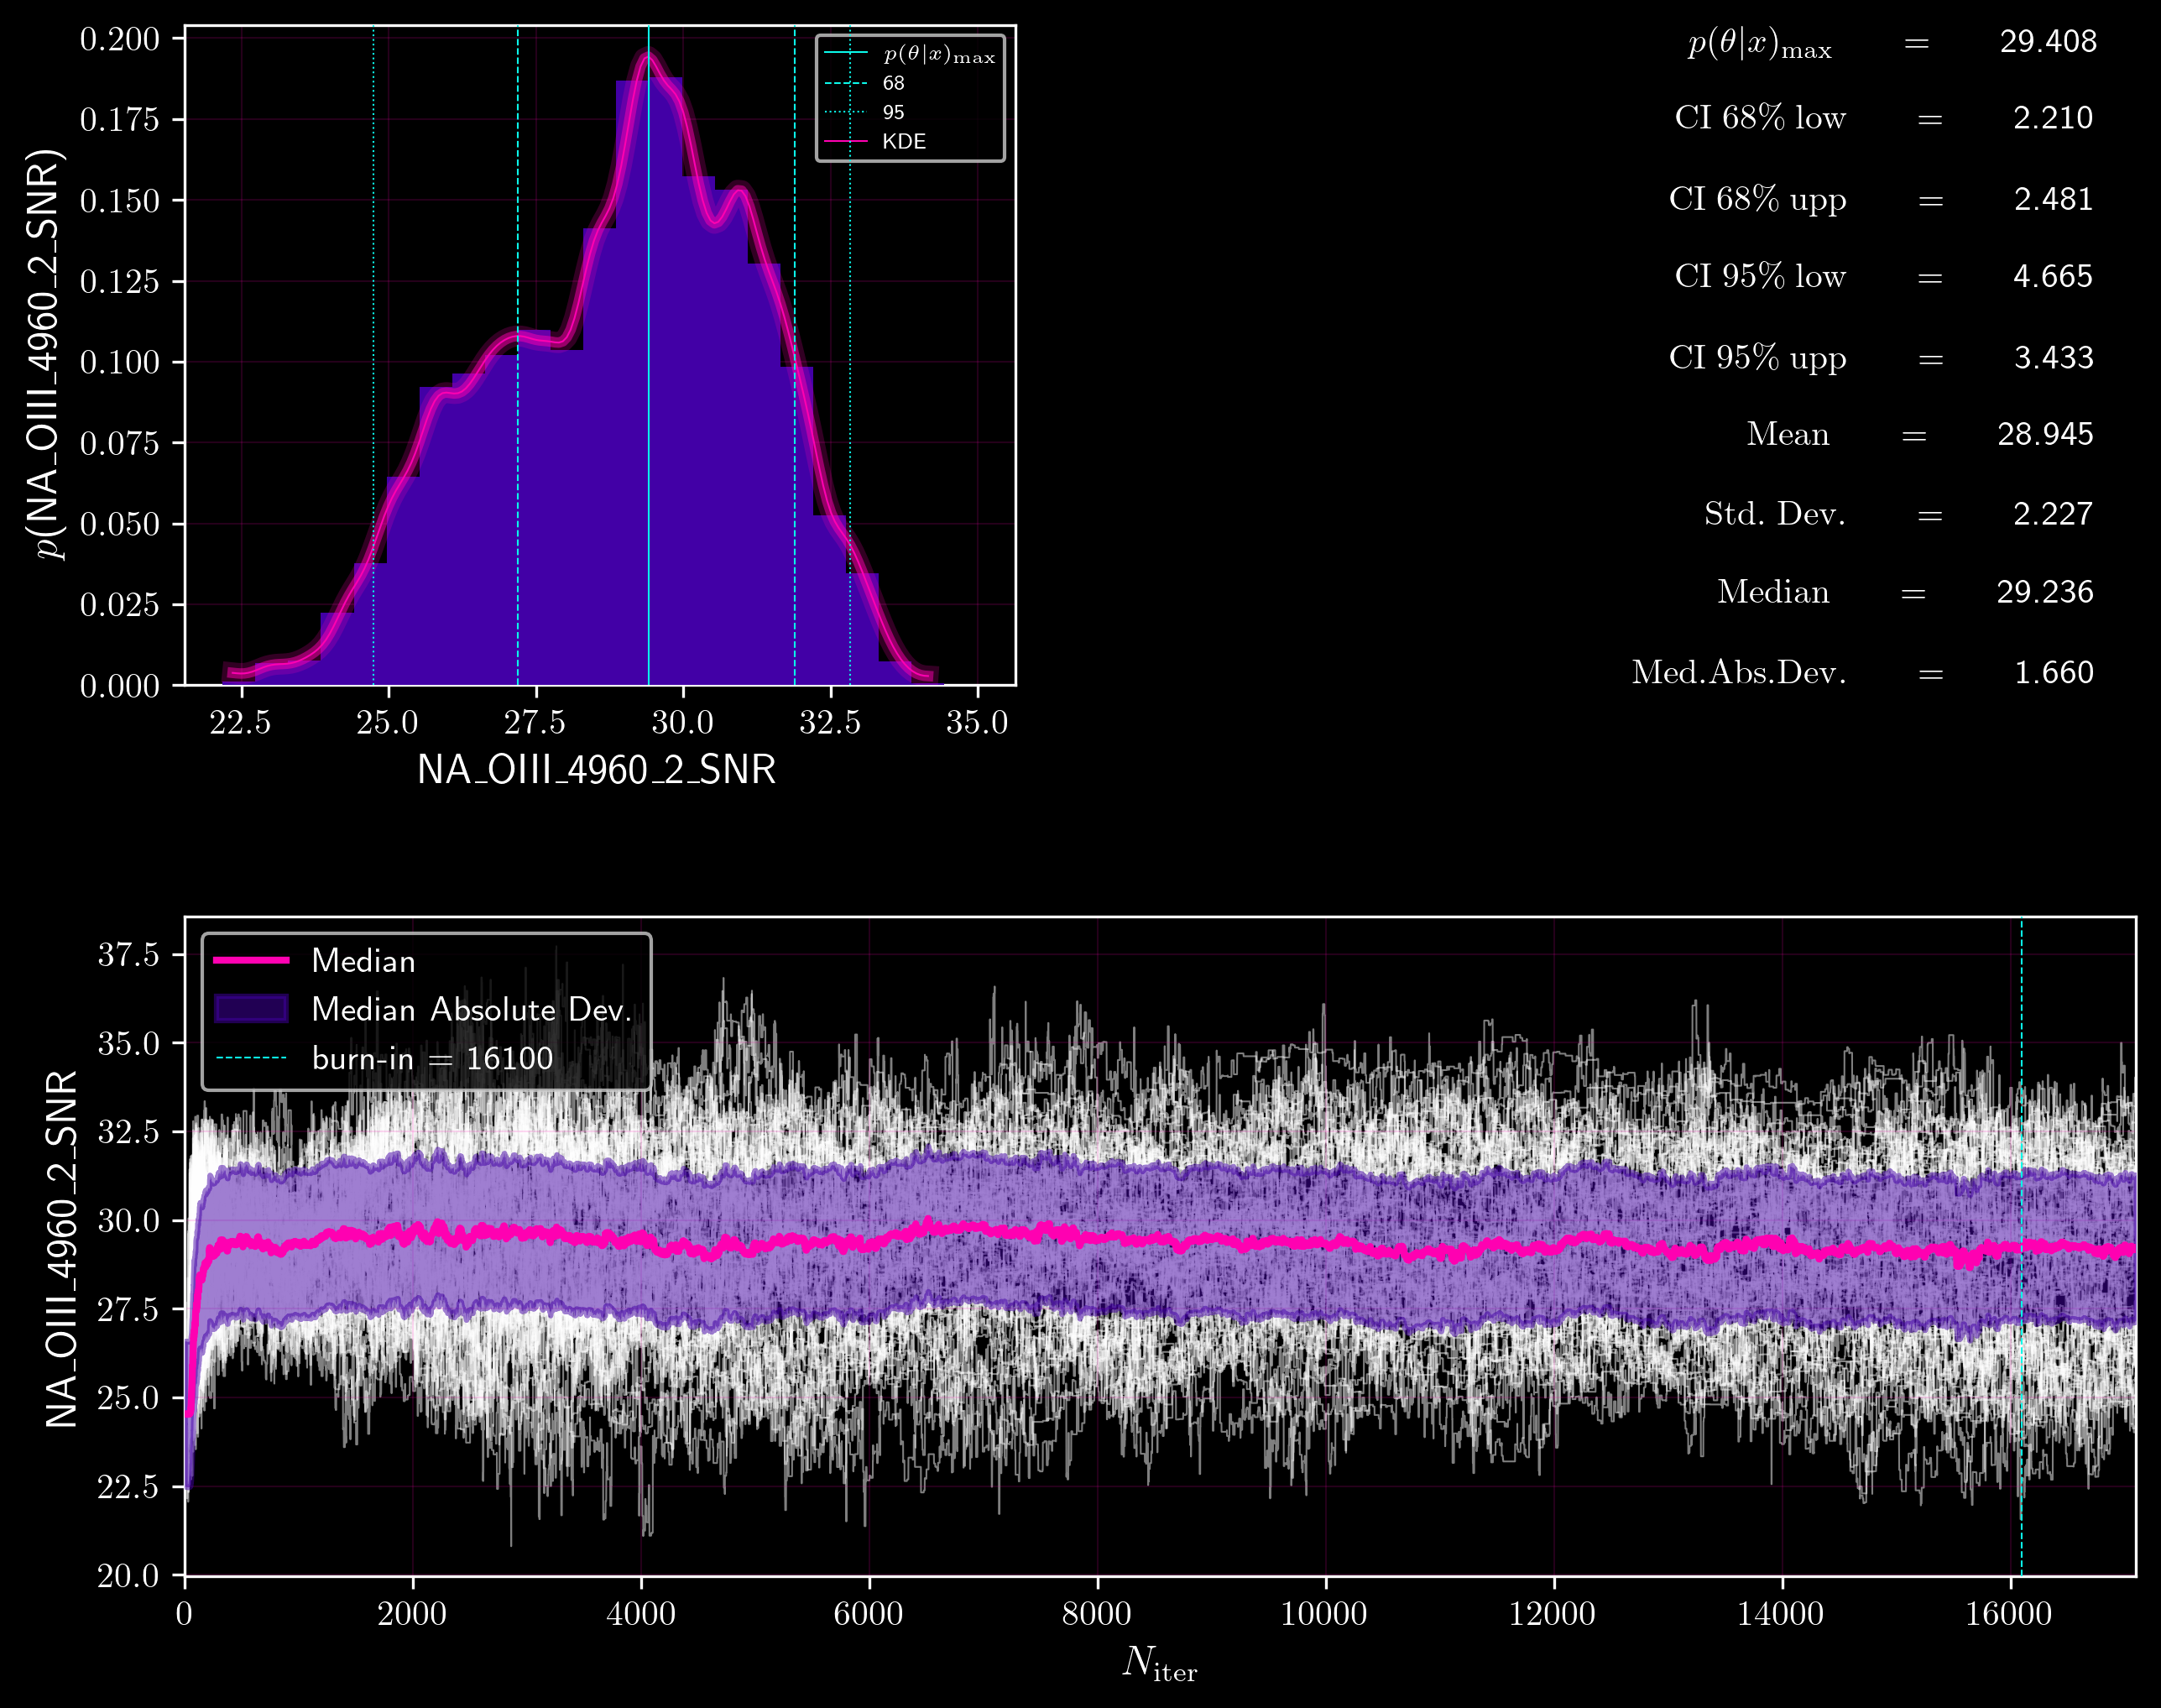 0.200
0.175
0.150
0.125
0.100
0.075
0.050
0.025
0.000
p(NA_OIII_4960_2_SNR)
22.5 25.0 27.5 30.0 32.5 35.0
NA_OIII_4960_2_SNR
p(θ|x)max
68
95
KDE
p(θ|x)max = 29.408
CI 68% low = 2.210
CI 68% upp = 2.481
CI 95% low = 4.665
CI 95% upp = 3.433
Mean = 28.945
Std. Dev. = 2.227
Median = 29.236
Med.Abs.Dev. = 1.660
37.5
35.0
32.5
30.0
27.5
25.0
22.5
20.0
NA_OIII_4960_2_SNR
Median
Median Absolute Dev.
burn-in = 16100
0 2000 4000 6000 8000 10000 12000 14000 16000
Niter